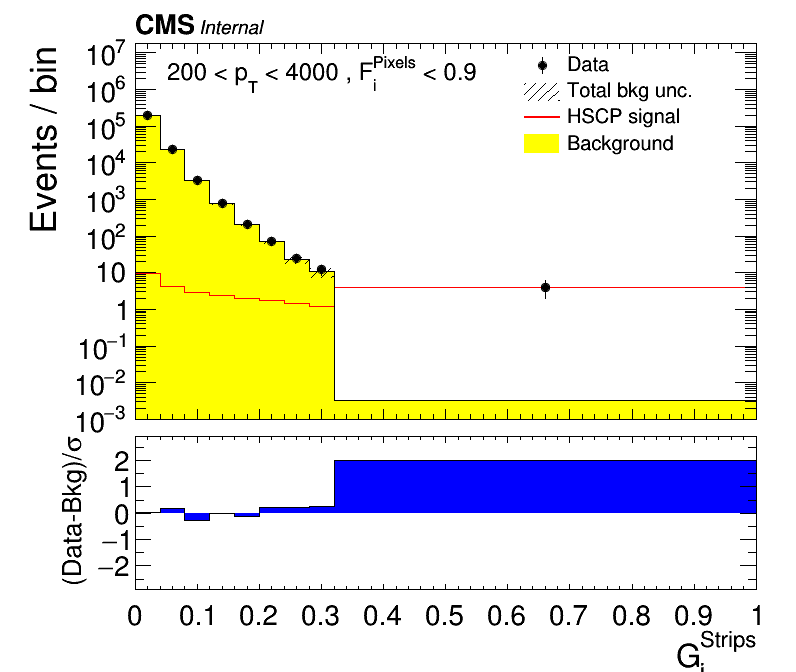 CMS Internal
200 < p_T < 4000 , F_i^Pixels < 0.9
Data
Total bkg unc.
HSCP signal
Background
Events / bin
10^7
10^6
10^5
10^4
10^3
10^2
10
1
10^−1
10^−2
10^−3
(Data-Bkg)/σ
2
1
0
−1
−2
0 0.1 0.2 0.3 0.4 0.5 0.6 0.7 0.8 0.9 1
G_i^Strips